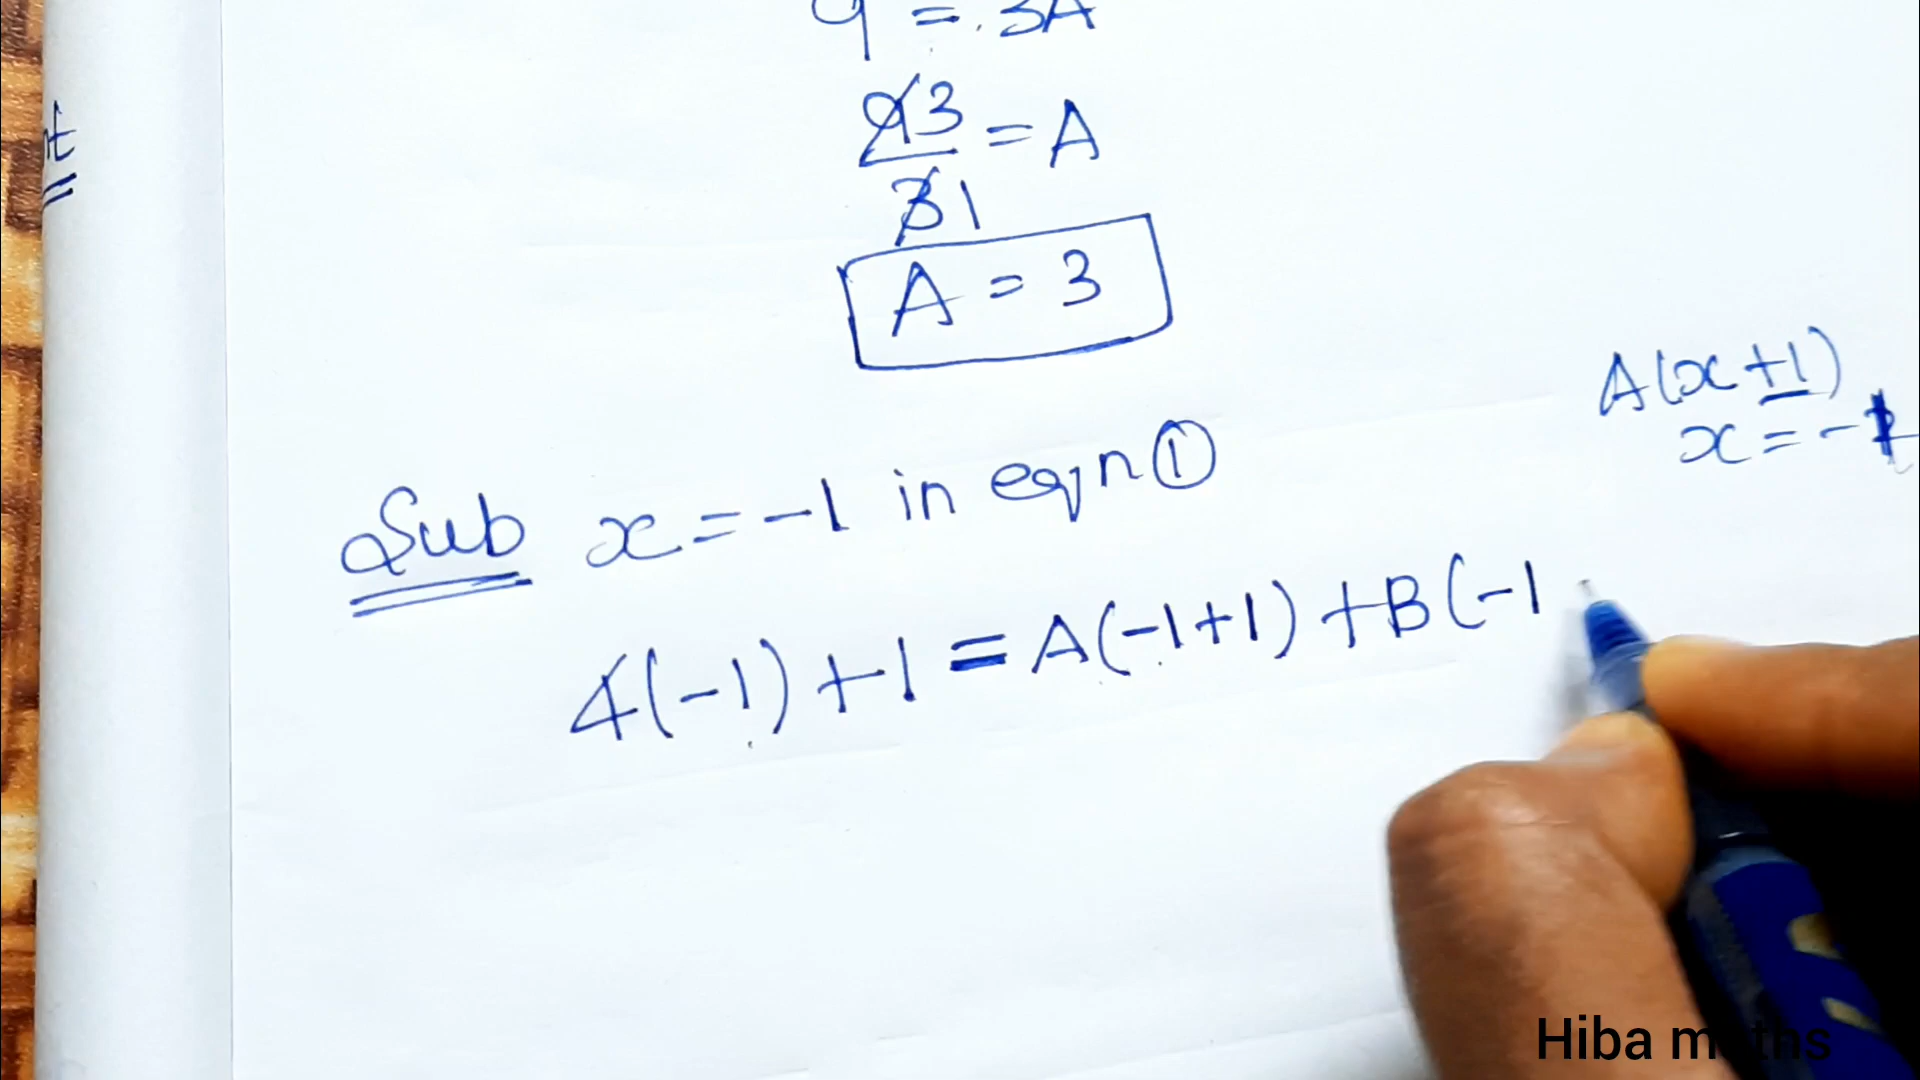 9 = 3A
93 = A
31
A = 3
A(x+1)
x = -1
Sub x = -1 in eqn ①
4(-1) +1 = A(-1+1) +B(-1
Hiba maths